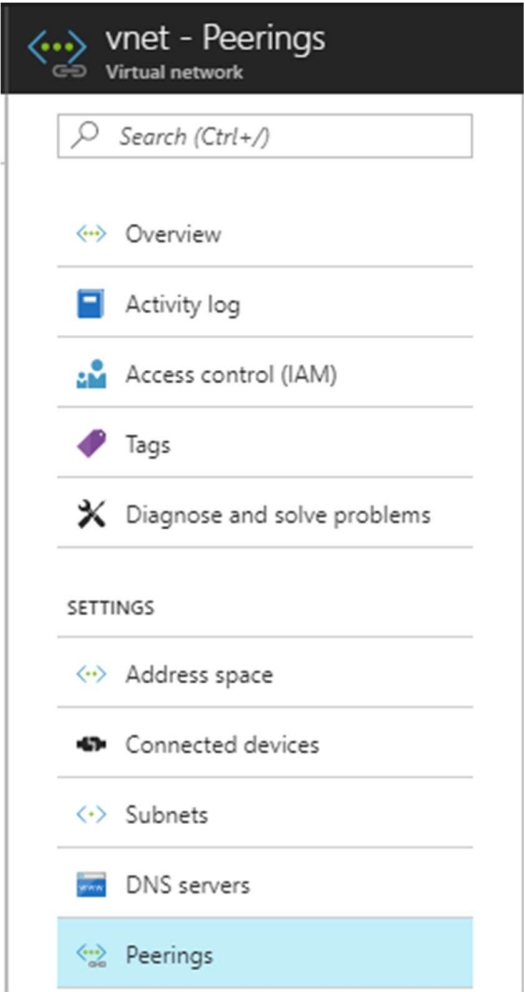 vnet - Peerings
Virtual network
Search (Ctrl+/)
Overview
Activity log
Access control (IAM)
Tags
Diagnose and solve problems
SETTINGS
Address space
Connected devices
Subnets
DNS servers
Peerings